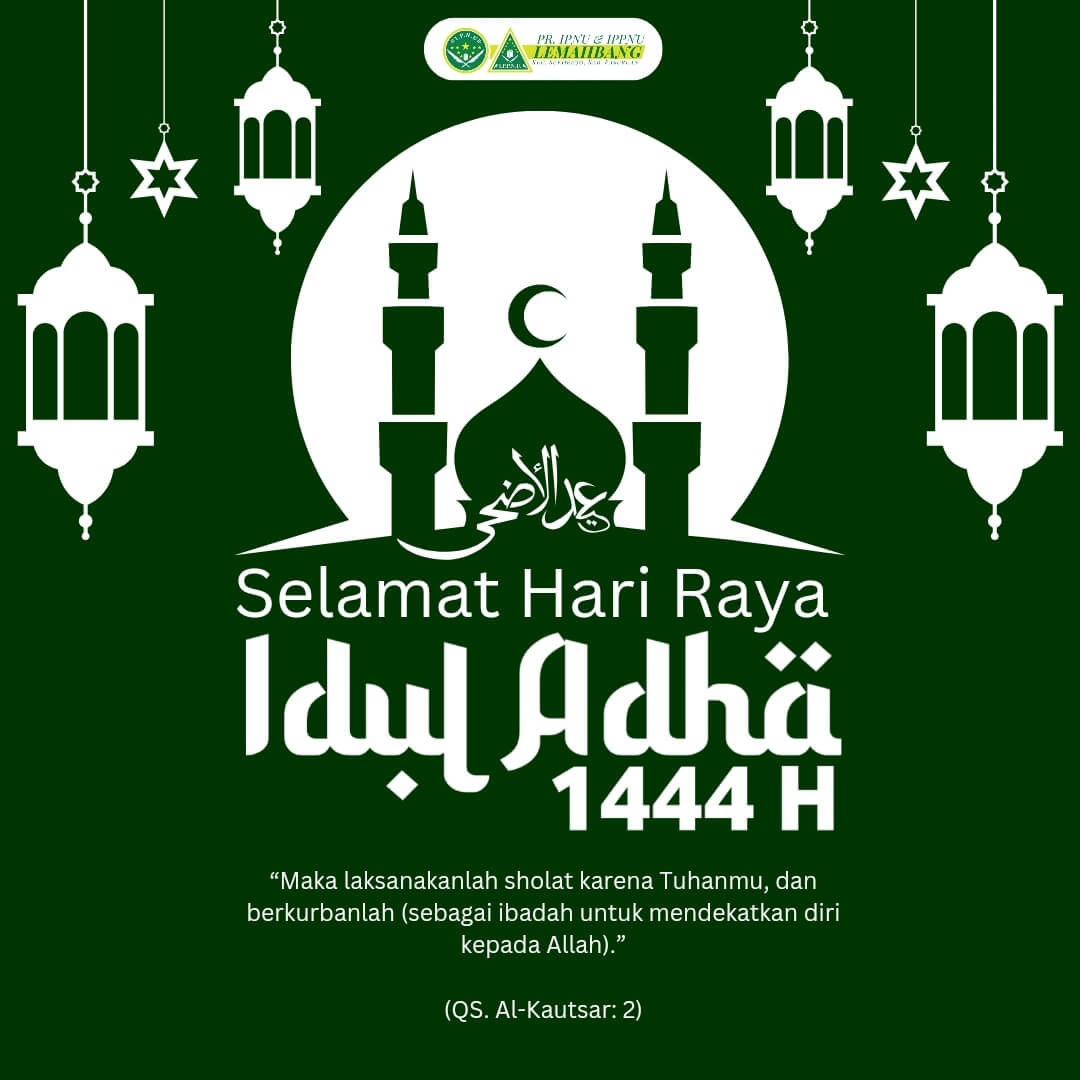 PR. IPNU & IPPNU
LEMAHBANG
عيد الأضحى
Selamat Hari Raya
Idul Adha
1444 H
“Maka laksanakanlah sholat karena Tuhanmu, dan
berkurbanlah (sebagai ibadah untuk mendekatkan diri
kepada Allah).”
(QS. Al-Kautsar: 2)